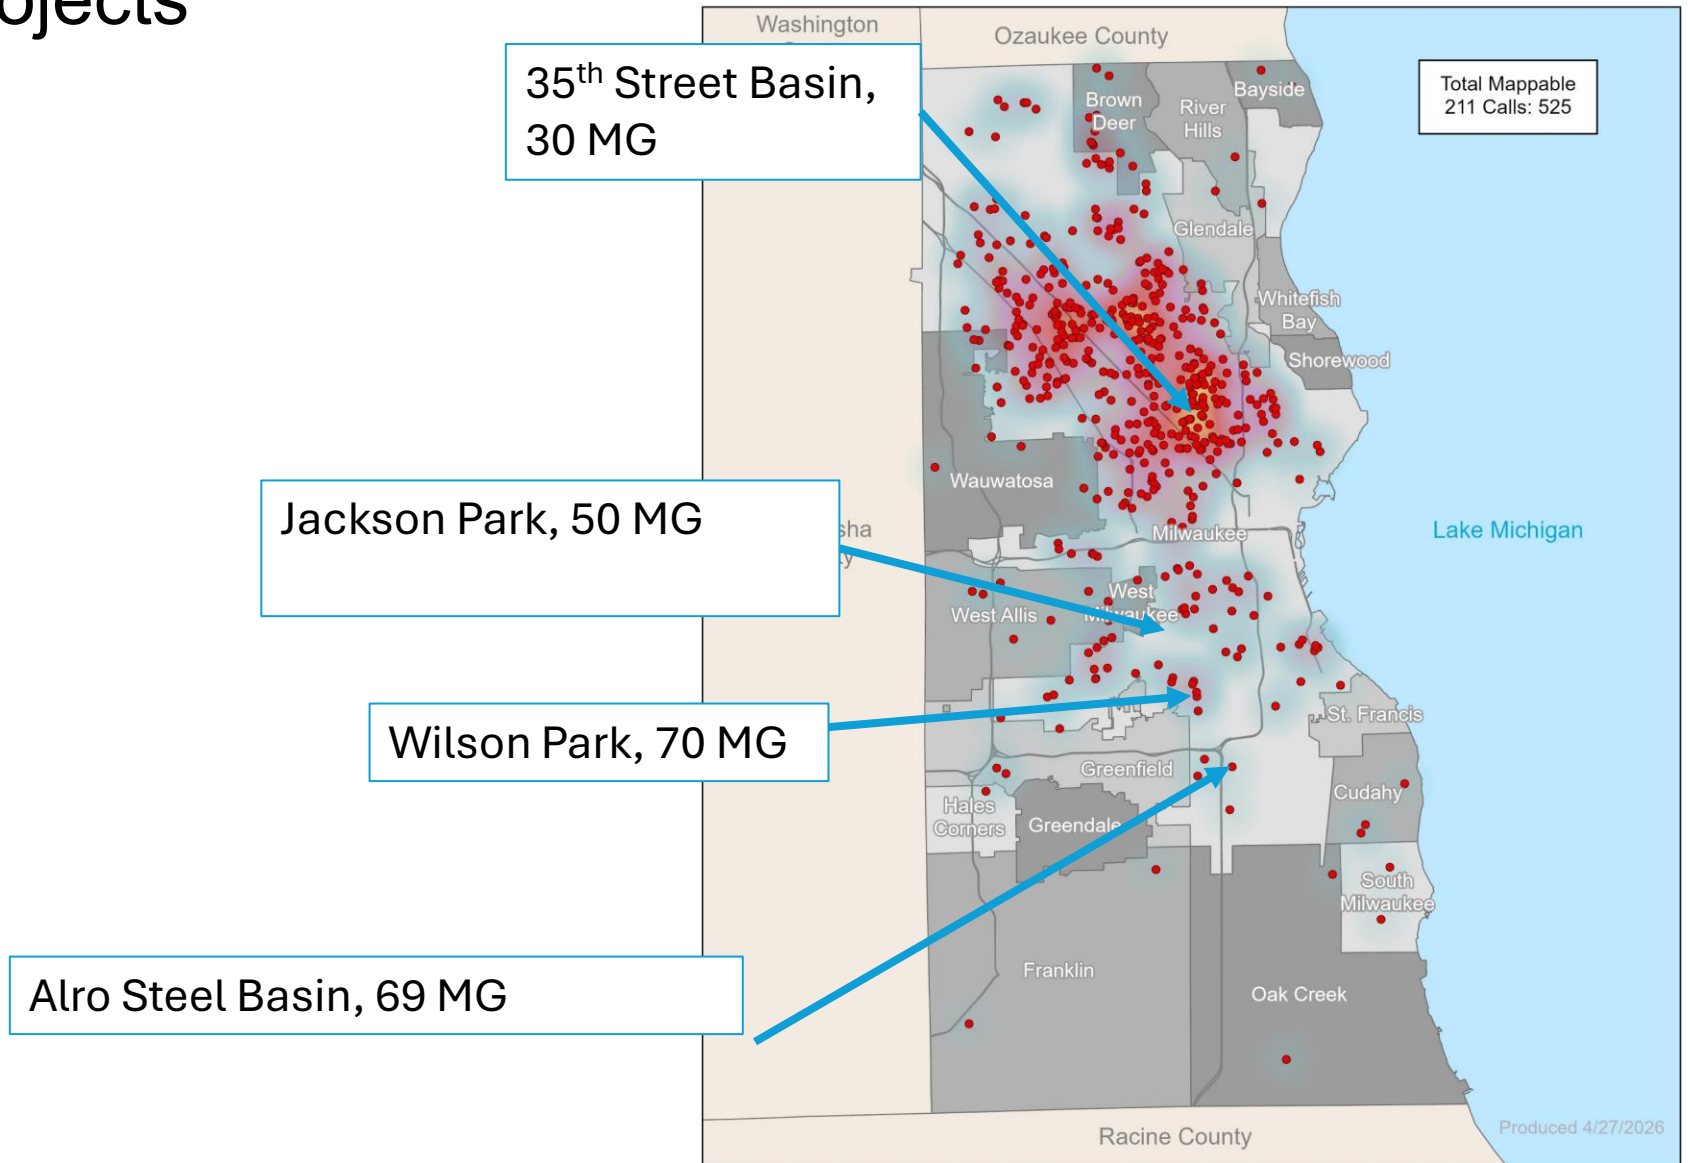 ojects
Washington
Ozaukee County
35th Street Basin,
30 MG
Total Mappable
211 Calls: 525
Brown
Deer
River
Hills
Bayside
Glendale
Whitefish
Bay
Shorewood
Wauwatosa
Jackson Park, 50 MG
sha
Milwaukee
Lake Michigan
West
Milwaukee
West Allis
Wilson Park, 70 MG
St. Francis
Greenfield
Cudahy
Hales
Corners
Greendale
South
Milwaukee
Alro Steel Basin, 69 MG
Franklin
Oak Creek
Produced 4/27/2026
Racine County